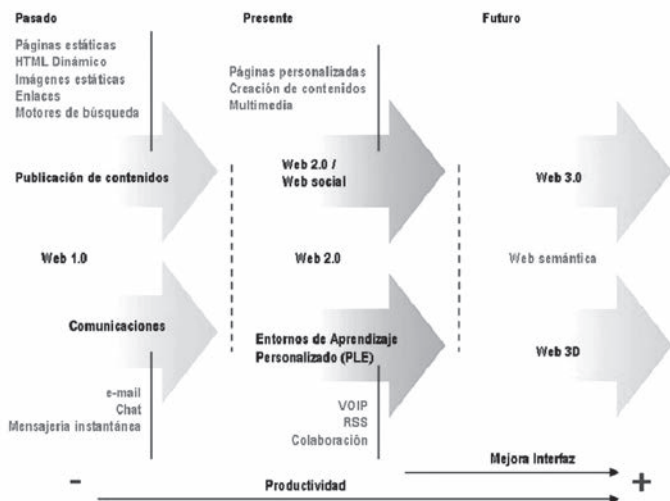 Pasado
Presente
Futuro
Páginas estáticas
HTML Dinámico
Imágenes estáticas
Enlaces
Motores de búsqueda
Páginas personalizadas
Creación de contenidos
Multimedia
Publicación de contenidos
Web 2.0 /
Web social
Web 3.0
Web 1.0
Web 2.0
Web semántica
Comunicaciones
Entornos de Aprendizaje
Personalizado (PLE)
Web 3D
e-mail
Chat
Mensajería instantánea
VOIP
RSS
Colaboración
Mejora Interfaz
-
Productividad
+